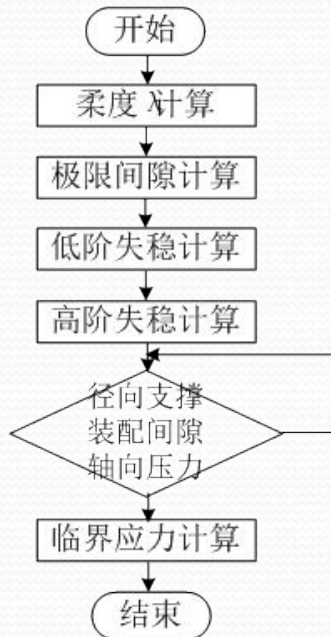 开始
柔度 λ计算
极限间隙计算
低阶失稳计算
高阶失稳计算
径向支撑
装配间隙
轴向压力
临界应力计算
结束